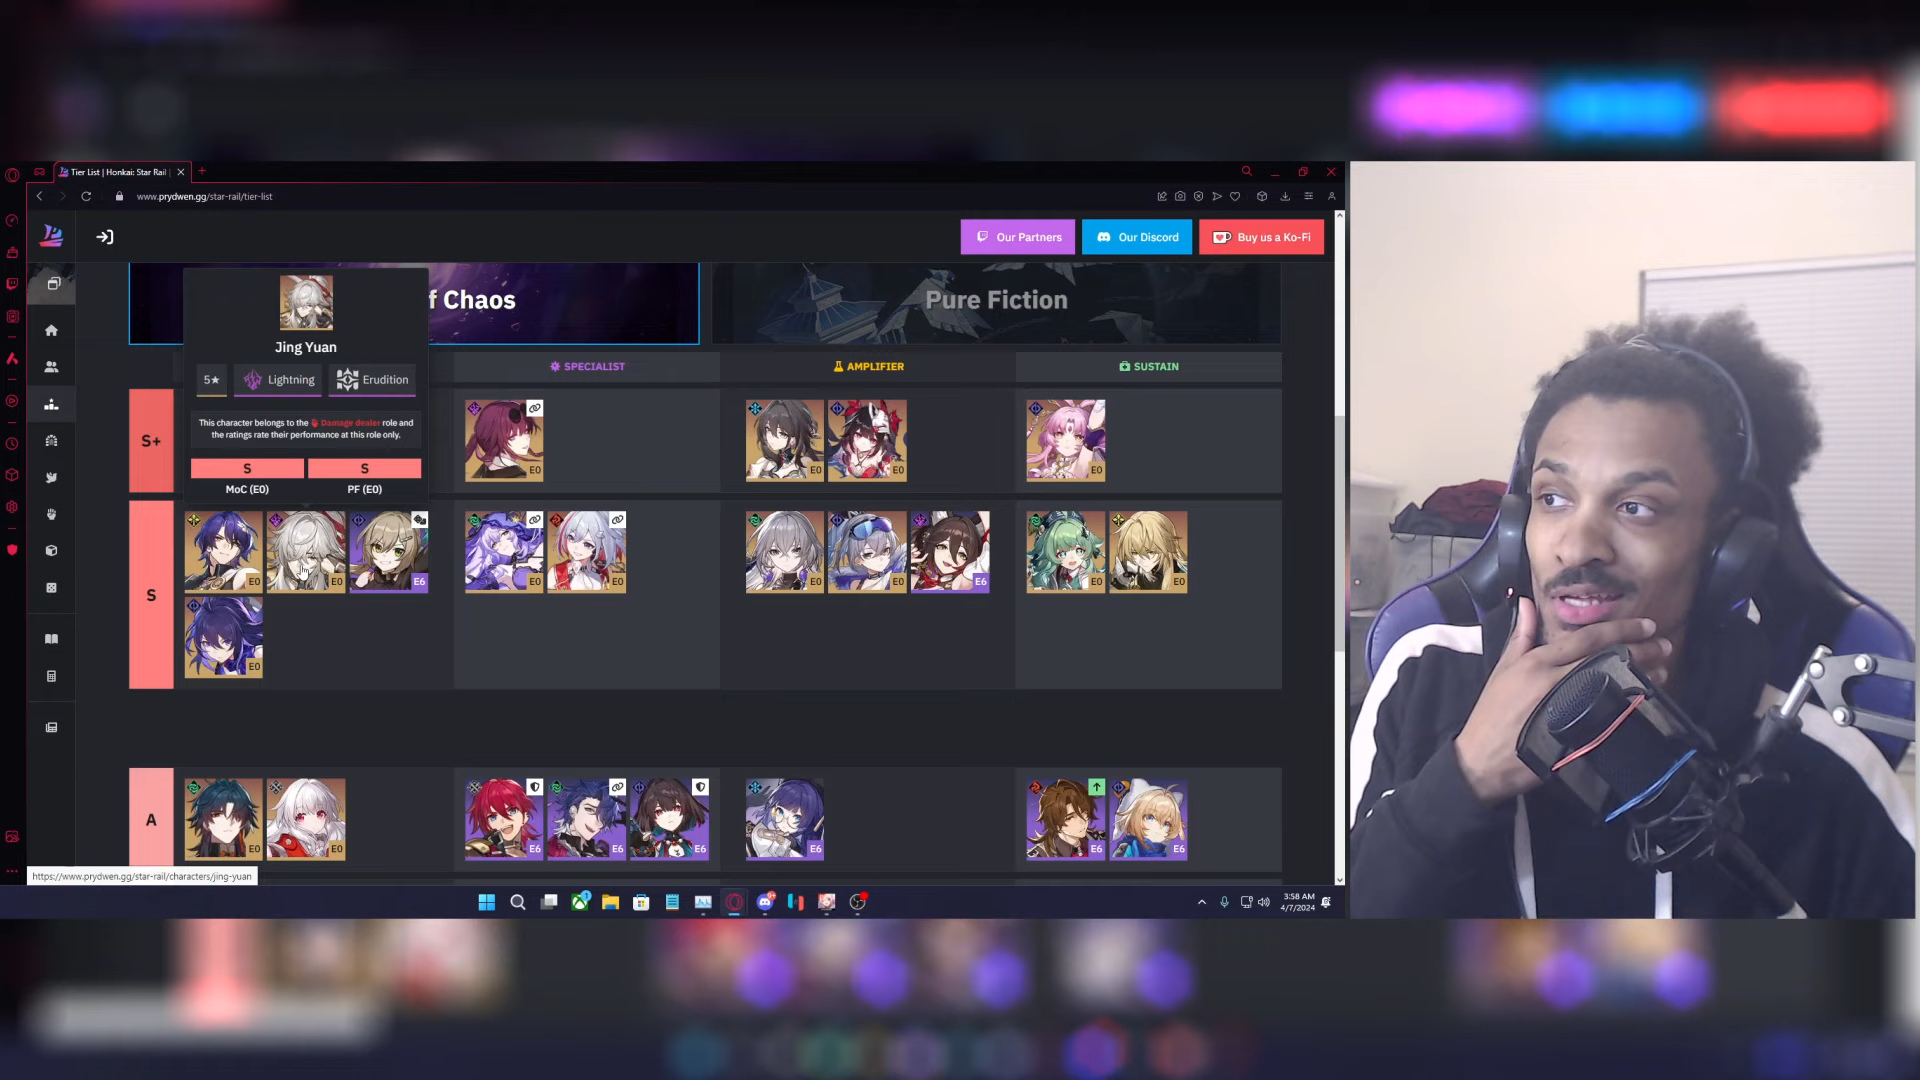 Tier List | Honkai: Star Rail |
www.prydwen.gg/star-rail/tier-list
Our Partners
Our Discord
Buy us a Ko-Fi
f Chaos
Pure Fiction
Jing Yuan
5★
Lightning
Erudition
This character belongs to the Damage dealer role and
the ratings rate their performance at this role only.
S
S
MoC (E0)
PF (E0)
SPECIALIST
AMPLIFIER
SUSTAIN
S+
E0
E0
E0
E0
S
E0
E0
E6
E0
E0
E0
E0
E0
E6
E0
E0
A
E0
E0
E6
E6
E6
E6
E6
E6
https://www.prydwen.gg/star-rail/characters/jing-yuan
3:58 AM
4/7/2024